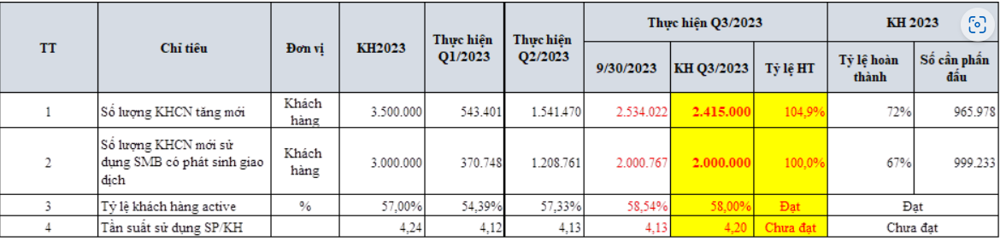 TT Chỉ tiêu Đơn vị KH2023 Thực hiện Q1/2023 Thực hiện Q2/2023 Thực hiện Q3/2023 KH 2023
9/30/2023 KH Q3/2023 Tỷ lệ HT Tỷ lệ hoàn thành Số cần phấn đấu
1 Số lượng KHCN tăng mới Khách hàng 3.500.000 543.401 1.541.470 2.534.022 2.415.000 104,9% 72% 965.978
2 Số lượng KHCN mới sử dụng SMB có phát sinh giao dịch Khách hàng 3.000.000 370.748 1.208.761 2.000.767 2.000.000 100,0% 67% 999.233
3 Tỷ lệ khách hàng active % 57,00% 54,39% 57,33% 58,54% 58,00% Đạt Đạt
4 Tần suất sử dụng SP/KH 4,24 4,12 4,13 4,13 4,20 Chưa đạt Chưa đạt